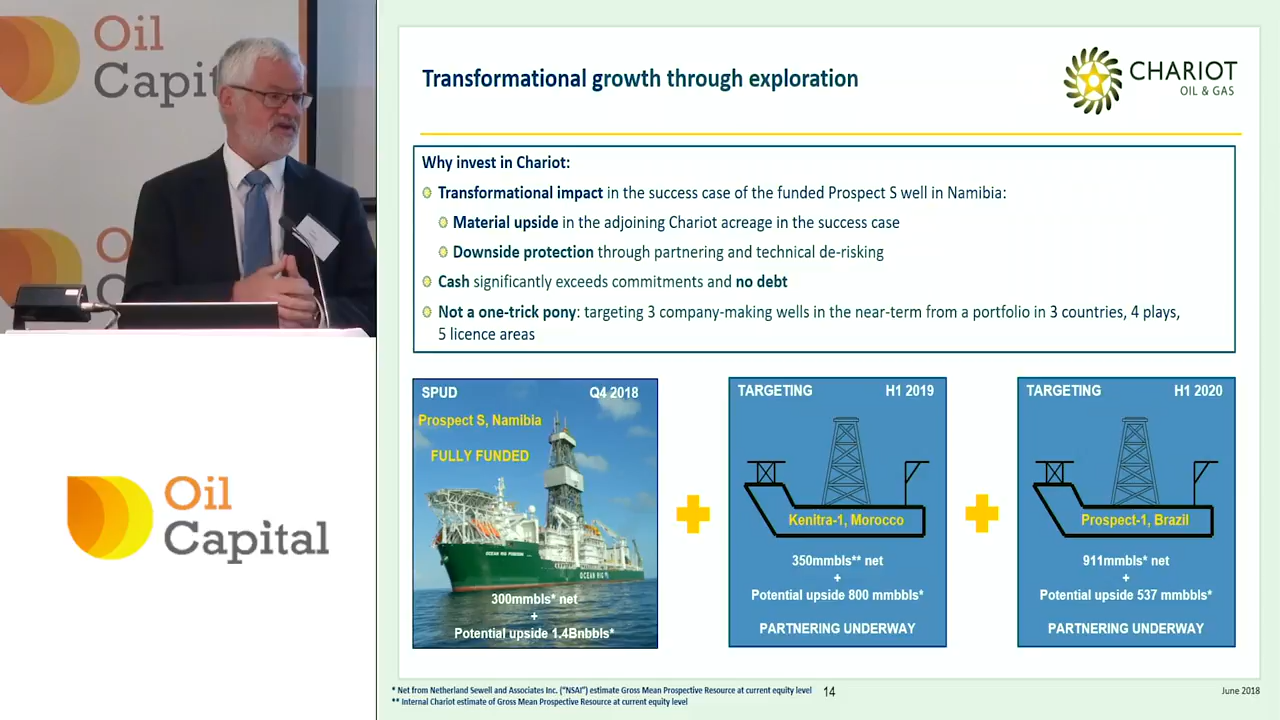 Oil
Capit
Oil
Capital
Transformational growth through exploration
CHARIOT
OIL & GAS
Why invest in Chariot:
Transformational impact in the success case of the funded Prospect S well in Namibia:
Material upside in the adjoining Chariot acreage in the success case
Downside protection through partnering and technical de-risking
Cash significantly exceeds commitments and no debt
Not a one-trick pony: targeting 3 company-making wells in the near-term from a portfolio in 3 countries, 4 plays,
5 licence areas
SPUD Q4 2018
Prospect S, Namibia
FULLY FUNDED
OCEAN RIG
300mmbls* net
+
Potential upside 1.4Bnbbls*
TARGETING H1 2019
Kenitra-1, Morocco
350mmbls** net
+
Potential upside 800 mmbbls*
PARTNERING UNDERWAY
TARGETING H1 2020
Prospect-1, Brazil
911mmbls* net
+
Potential upside 537 mmbbls*
PARTNERING UNDERWAY
* Net from Netherland Sewell and Associates Inc. ("NSAI") estimate Gross Mean Prospective Resource at current equity level
** Internal Chariot estimate of Gross Mean Prospective Resource at current equity level
14
June 2018